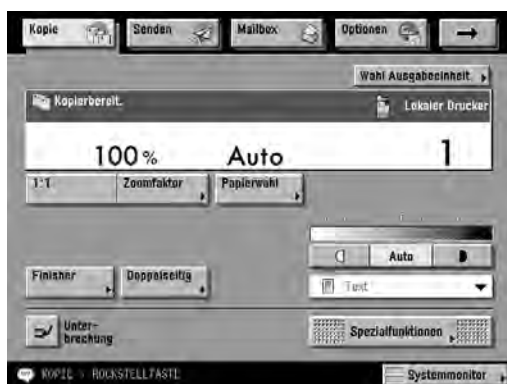 Kopie Senden Mailbox Optionen
Wahl Ausgabeeinheit
Kopierbereit. Lokaler Drucker
100% Auto 1
1:1 Zoomfaktor Papierwahl
Auto
Finisher Doppelseitig
Text
Unter-
brechung
Spezialfunktionen
KOPIE : RÜCKSTELLTASTE
Systemmonitor